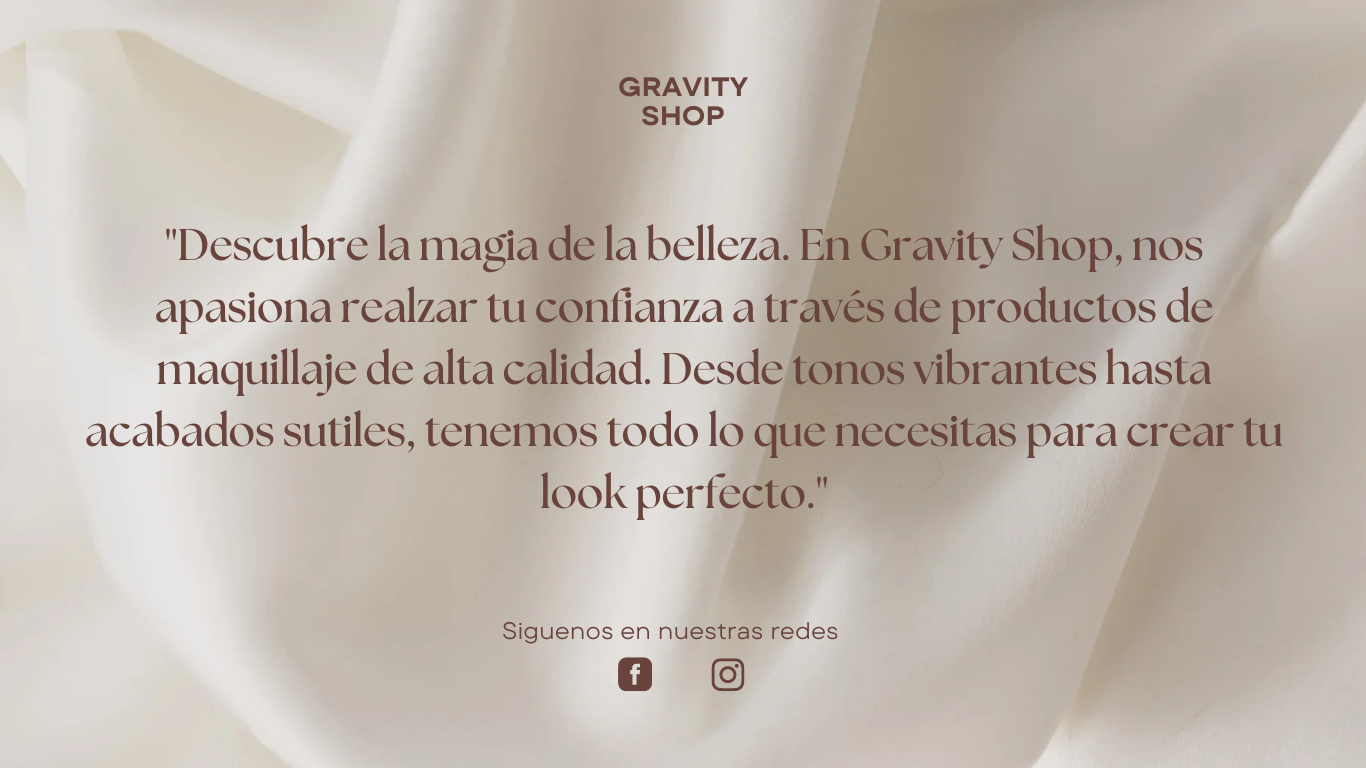 GRAVITY
SHOP
"Descubre la magia de la belleza. En Gravity Shop, nos
apasiona realzar tu confianza a través de productos de
maquillaje de alta calidad. Desde tonos vibrantes hasta
acabados sutiles, tenemos todo lo que necesitas para crear tu
look perfecto."
Siguenos en nuestras redes